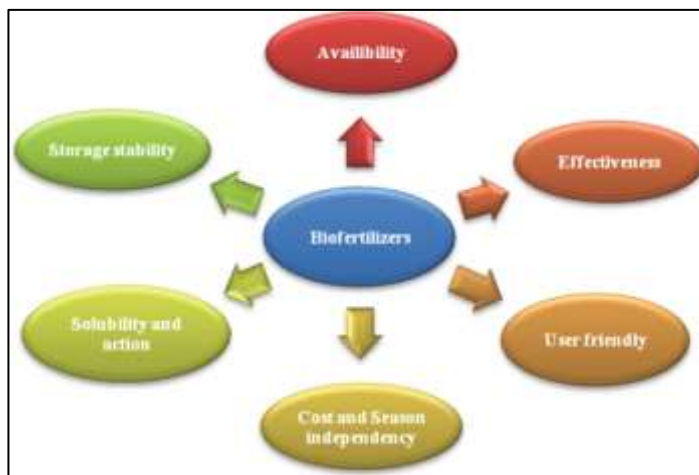 Availibility
Storage stability
Effectiveness
Biofertilizers
Solubility and
action
User friendly
Cost and Season
independency